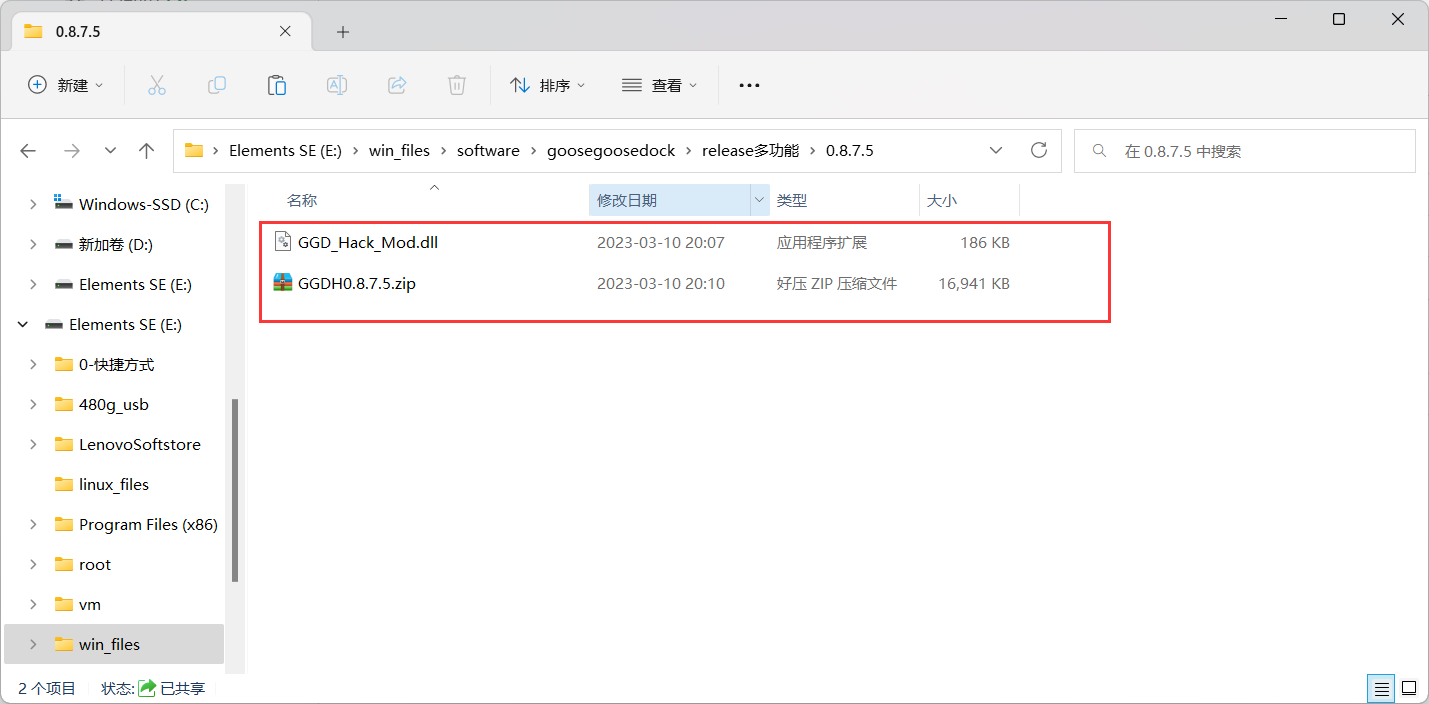 0.8.7.5
新建
排序
查看
Elements SE (E:) › win_files › software › goosegoosedock › release多功能 › 0.8.7.5
在 0.8.7.5 中搜索
Windows-SSD (C:)
新加卷 (D:)
Elements SE (E:)
Elements SE (E:)
0-快捷方式
480g_usb
LenovoSoftstore
linux_files
Program Files (x86)
root
vm
win_files
名称 修改日期 类型 大小
GGD_Hack_Mod.dll 2023-03-10 20:07 应用程序扩展 186 KB
GGDH0.8.7.5.zip 2023-03-10 20:10 好压 ZIP 压缩文件 16,941 KB
2 个项目 状态: 已共享